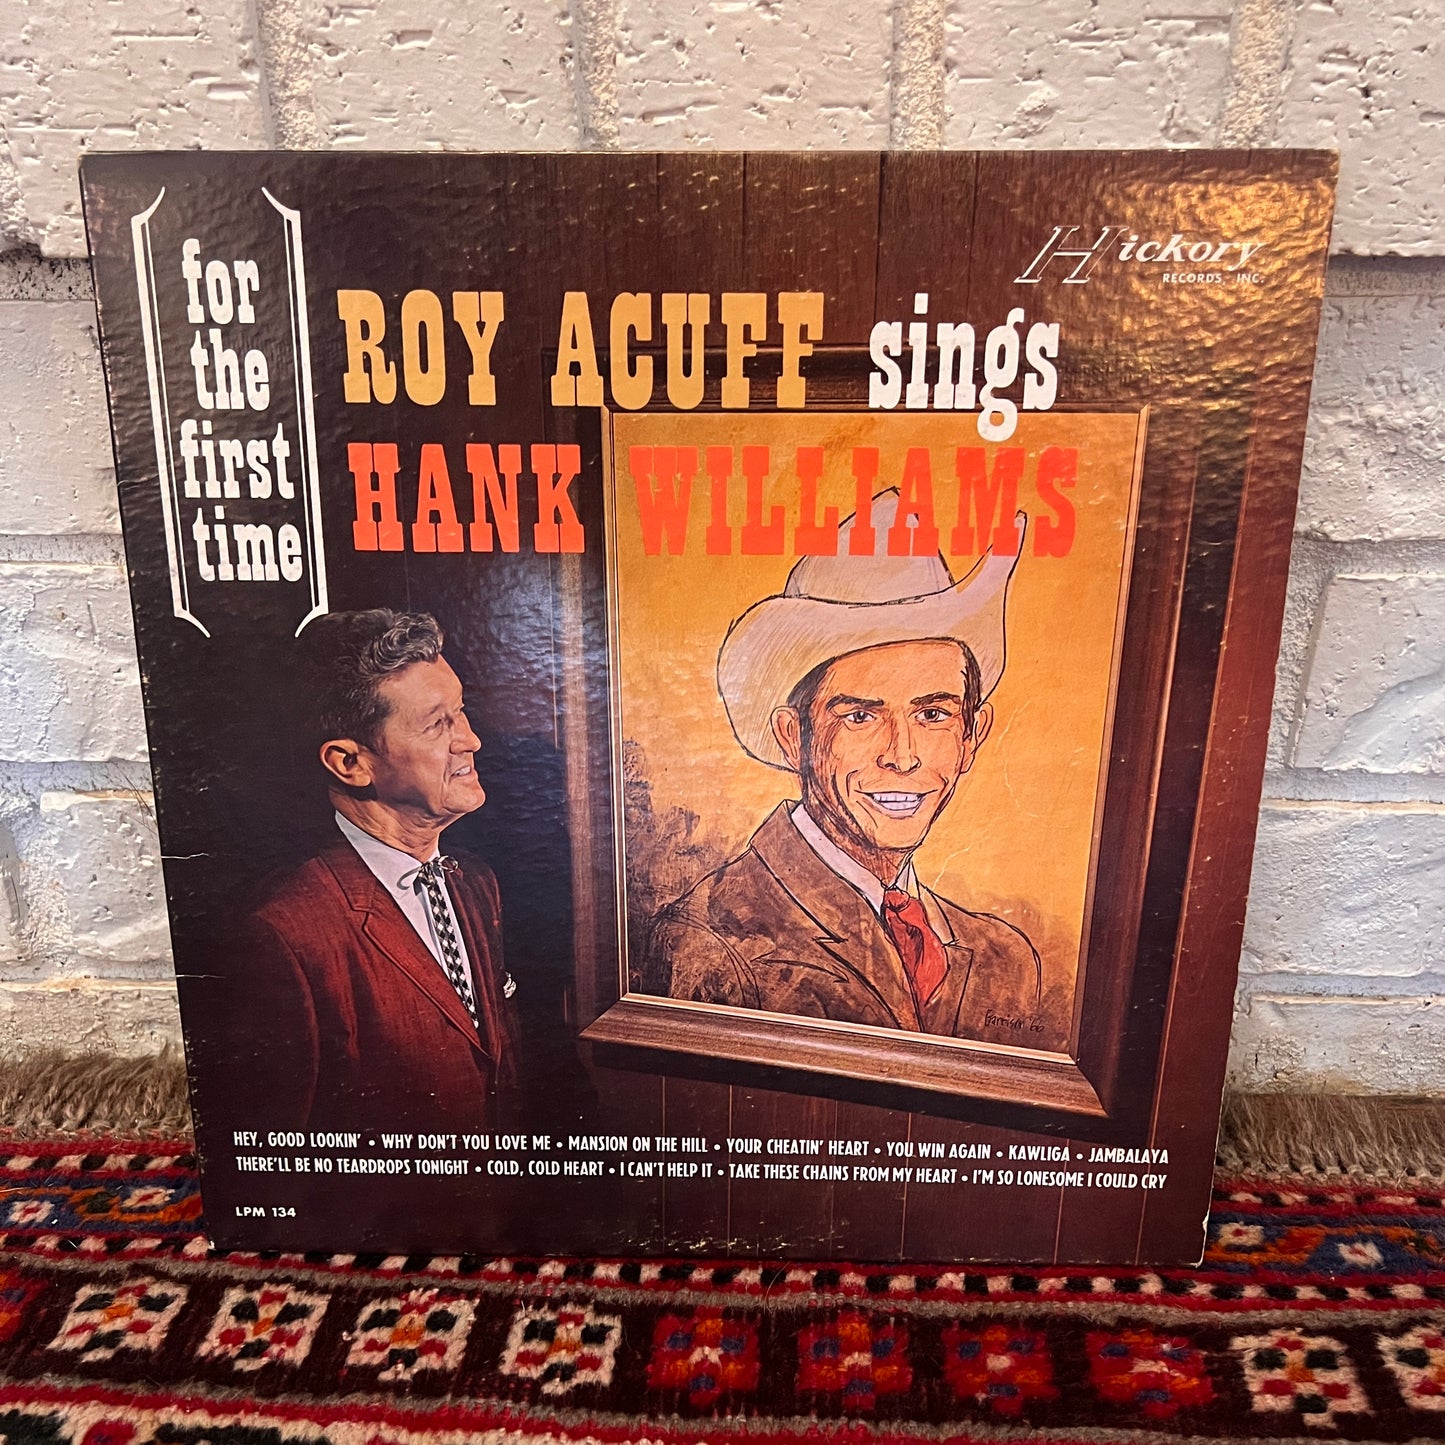 for
the
first
time
ROY ACUFF sings
HANK WILLIAMS
Hickory
RECORDS, INC.
Garrison '66
HEY, GOOD LOOKIN' • WHY DON'T YOU LOVE ME • MANSION ON THE HILL • YOUR CHEATIN' HEART • YOU WIN AGAIN • KAWLIGA • JAMBALAYA
THERE'LL BE NO TEARDROPS TONIGHT • COLD, COLD HEART • I CAN'T HELP IT • TAKE THESE CHAINS FROM MY HEART • I'M SO LONESOME I COULD CRY
LPM 134